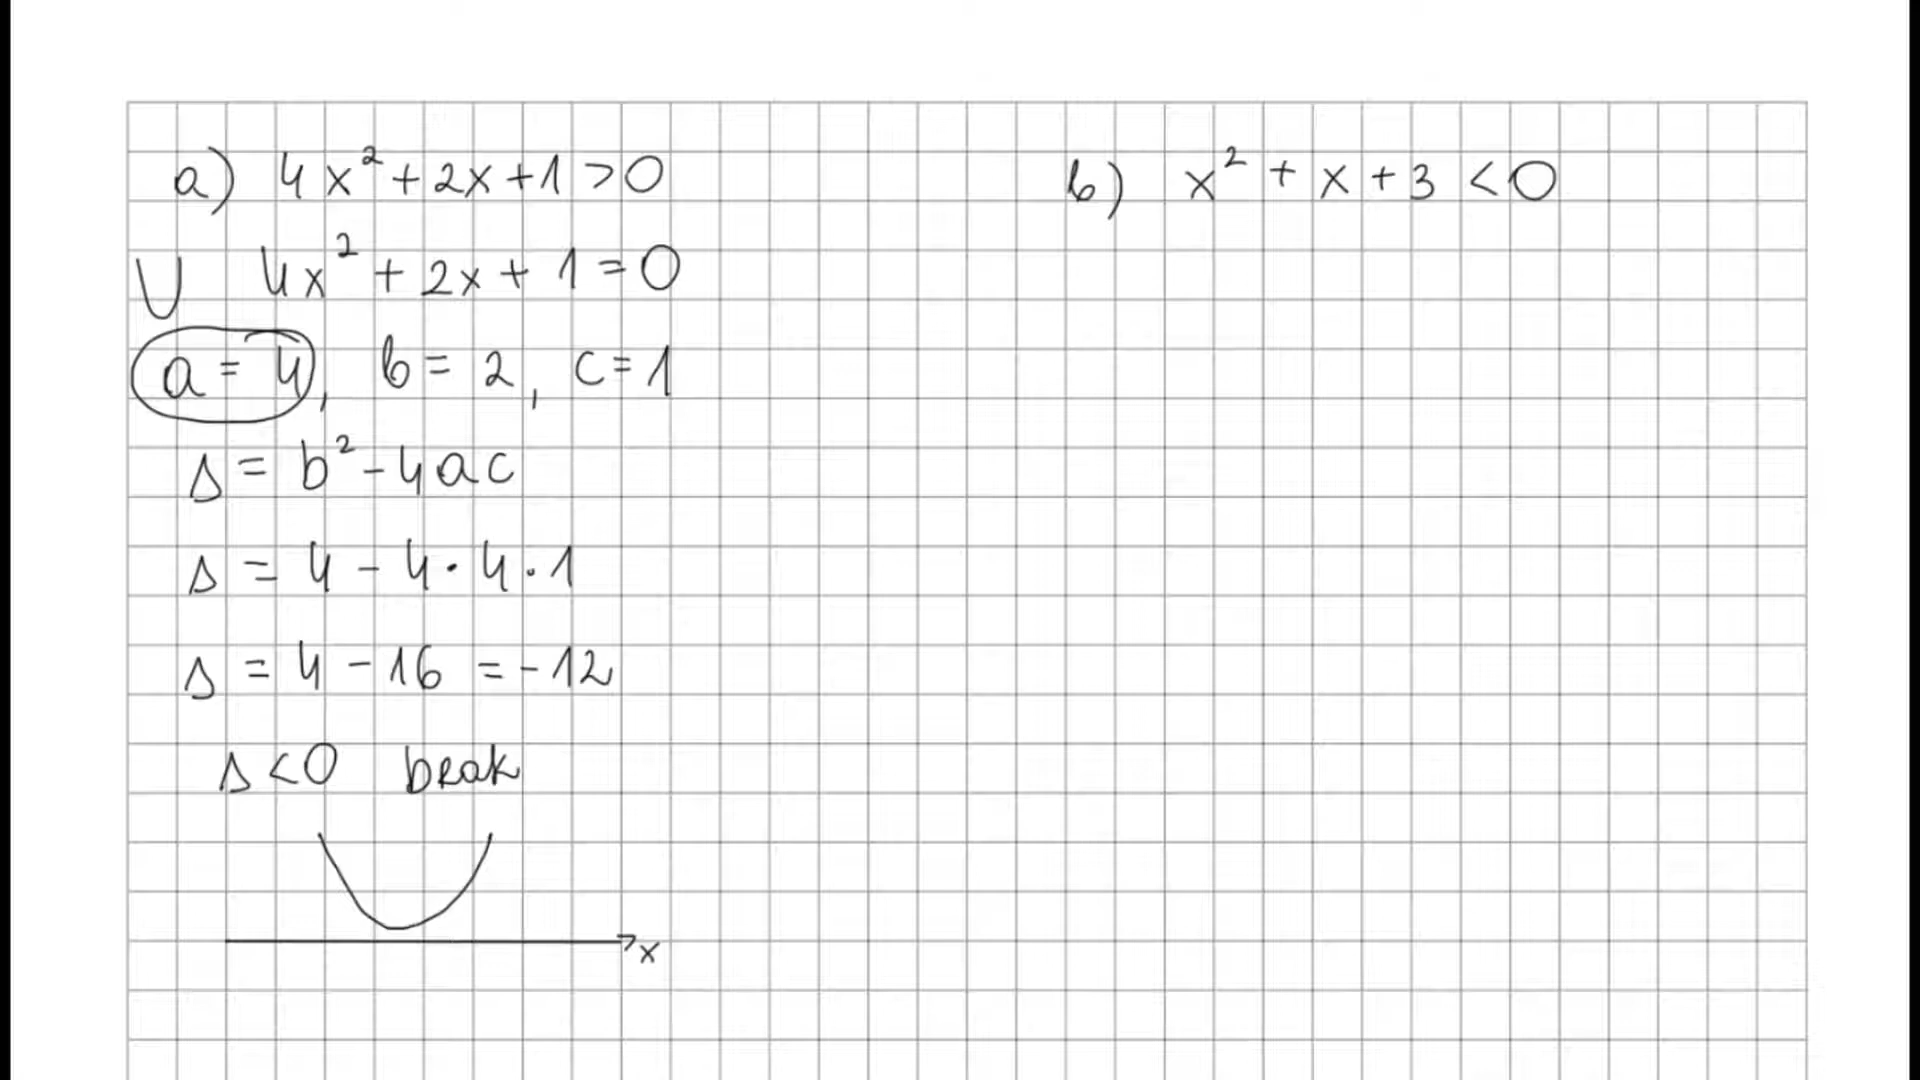 a) 4x² + 2x + 1 > 0
4x² + 2x + 1 = 0
a = 4, b = 2, c = 1
Δ = b² - 4ac
Δ = 4 - 4 · 4 · 1
Δ = 4 - 16 = -12
Δ < 0 brak
x
b) x² + x + 3 < 0